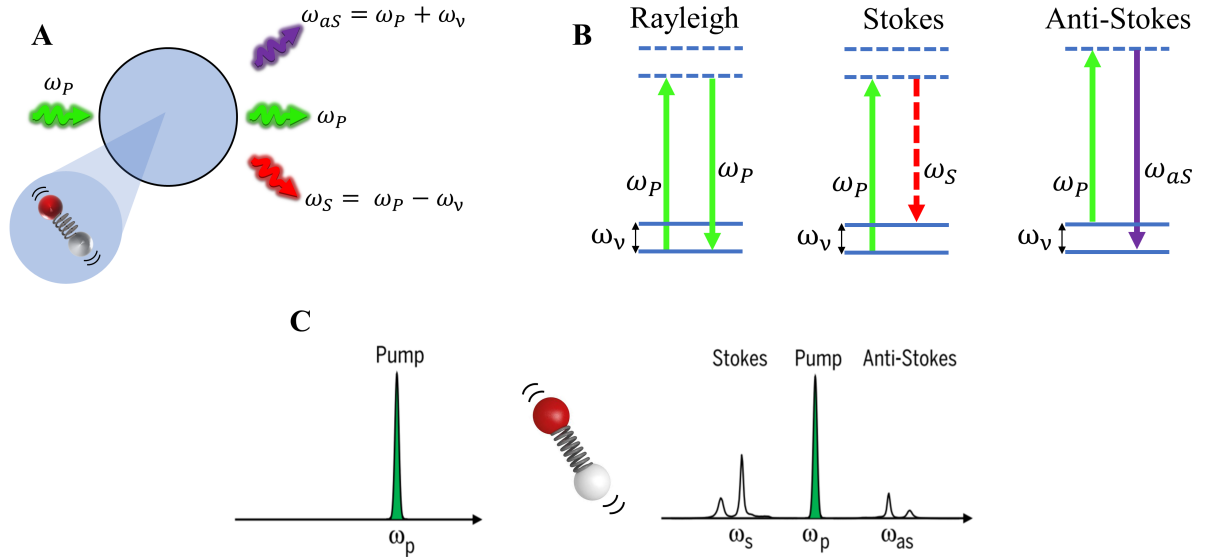 A
ω_P
ω_aS = ω_P + ω_ν
ω_P
ω_S = ω_P − ω_ν
B
Rayleigh
Stokes
Anti-Stokes
ω_P
ω_P
ω_ν
ω_P
ω_S
ω_ν
ω_P
ω_aS
ω_ν
C
Pump
ω_p
Stokes
Pump
Anti-Stokes
ω_s
ω_p
ω_as